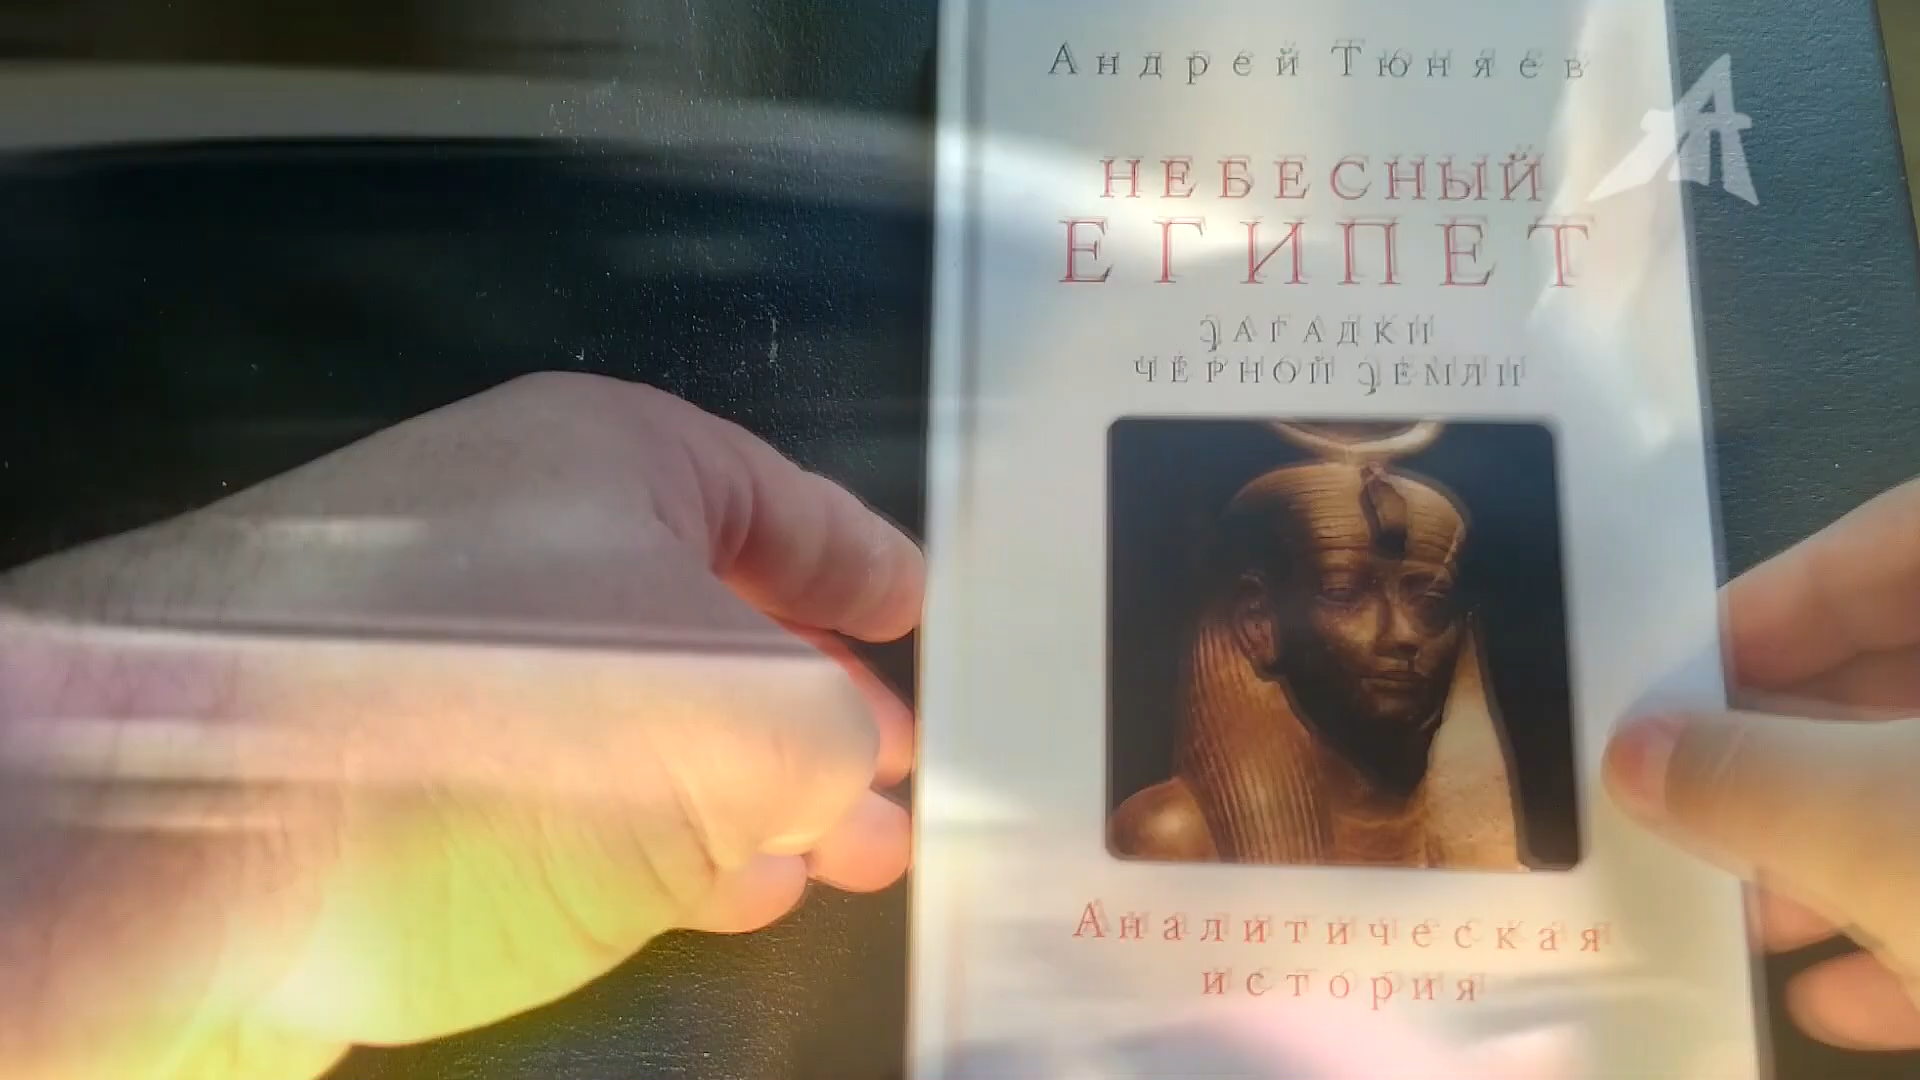 Андрей Тюняев
НЕБЕСНЫЙ
ЕГИПЕТ
ЗАГАДКИ
ЧЁРНОЙ ЗЕМЛИ
Аналитическая
история